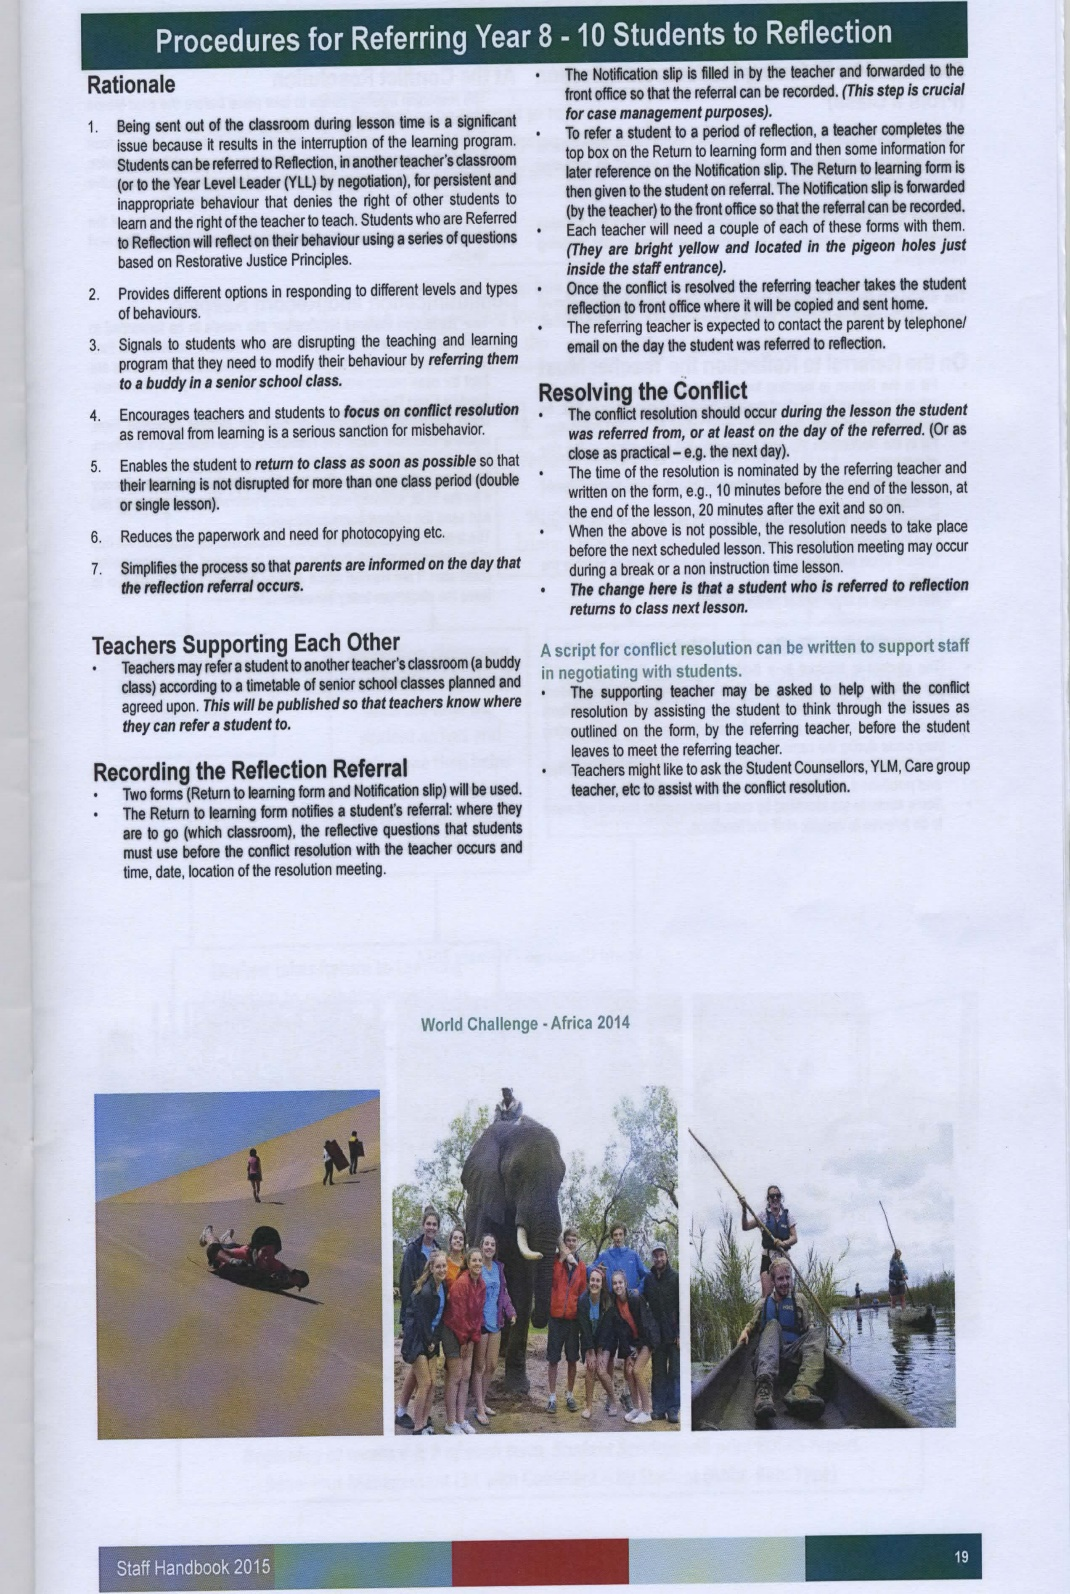 Procedures for Referring Year 8 - 10 Students to Reflection
Rationale
1. Being sent out of the classroom during lesson time is a significant
issue because it results in the interruption of the learning program.
Students can be referred to Reflection, in another teacher's classroom
(or to the Year Level Leader (YLL) by negotiation), for persistent and
inappropriate behaviour that denies the right of other students to
learn and the right of the teacher to teach. Students who are Referred
to Reflection will reflect on their behaviour using a series of questions
based on Restorative Justice Principles.
2. Provides different options in responding to different levels and types
of behaviours.
3. Signals to students who are disrupting the teaching and learning
program that they need to modify their behaviour by referring them
to a buddy in a senior school class.
4. Encourages teachers and students to focus on conflict resolution
as removal from learning is a serious sanction for misbehavior.
5. Enables the student to return to class as soon as possible so that
their learning is not disrupted for more than one class period (double
or single lesson).
6. Reduces the paperwork and need for photocopying etc.
7. Simplifies the process so that parents are informed on the day that
the reflection referral occurs.
Teachers Supporting Each Other
• Teachers may refer a student to another teacher's classroom (a buddy
class) according to a timetable of senior school classes planned and
agreed upon. This will be published so that teachers know where
they can refer a student to.
Recording the Reflection Referral
• Two forms (Return to learning form and Notification slip) will be used.
• The Return to learning form notifies a student's referral: where they
are to go (which classroom), the reflective questions that students
must use before the conflict resolution with the teacher occurs and
time, date, location of the resolution meeting.
• The Notification slip is filled in by the teacher and forwarded to the
front office so that the referral can be recorded. (This step is crucial
for case management purposes).
• To refer a student to a period of reflection, a teacher completes the
top box on the Return to learning form and then some information for
later reference on the Notification slip. The Return to learning form is
then given to the student on referral. The Notification slip is forwarded
(by the teacher) to the front office so that the referral can be recorded.
• Each teacher will need a couple of each of these forms with them.
(They are bright yellow and located in the pigeon holes just
inside the staff entrance).
• Once the conflict is resolved the referring teacher takes the student
reflection to front office where it will be copied and sent home.
• The referring teacher is expected to contact the parent by telephone/
email on the day the student was referred to reflection.
Resolving the Conflict
• The conflict resolution should occur during the lesson the student
was referred from, or at least on the day of the referred. (Or as
close as practical – e.g. the next day).
• The time of the resolution is nominated by the referring teacher and
written on the form, e.g., 10 minutes before the end of the lesson, at
the end of the lesson, 20 minutes after the exit and so on.
• When the above is not possible, the resolution needs to take place
before the next scheduled lesson. This resolution meeting may occur
during a break or a non instruction time lesson.
• The change here is that a student who is referred to reflection
returns to class next lesson.
A script for conflict resolution can be written to support staff
in negotiating with students.
• The supporting teacher may be asked to help with the conflict
resolution by assisting the student to think through the issues as
outlined on the form, by the referring teacher, before the student
leaves to meet the referring teacher.
• Teachers might like to ask the Student Counsellors, YLM, Care group
teacher, etc to assist with the conflict resolution.
World Challenge - Africa 2014
Staff Handbook 2015
19